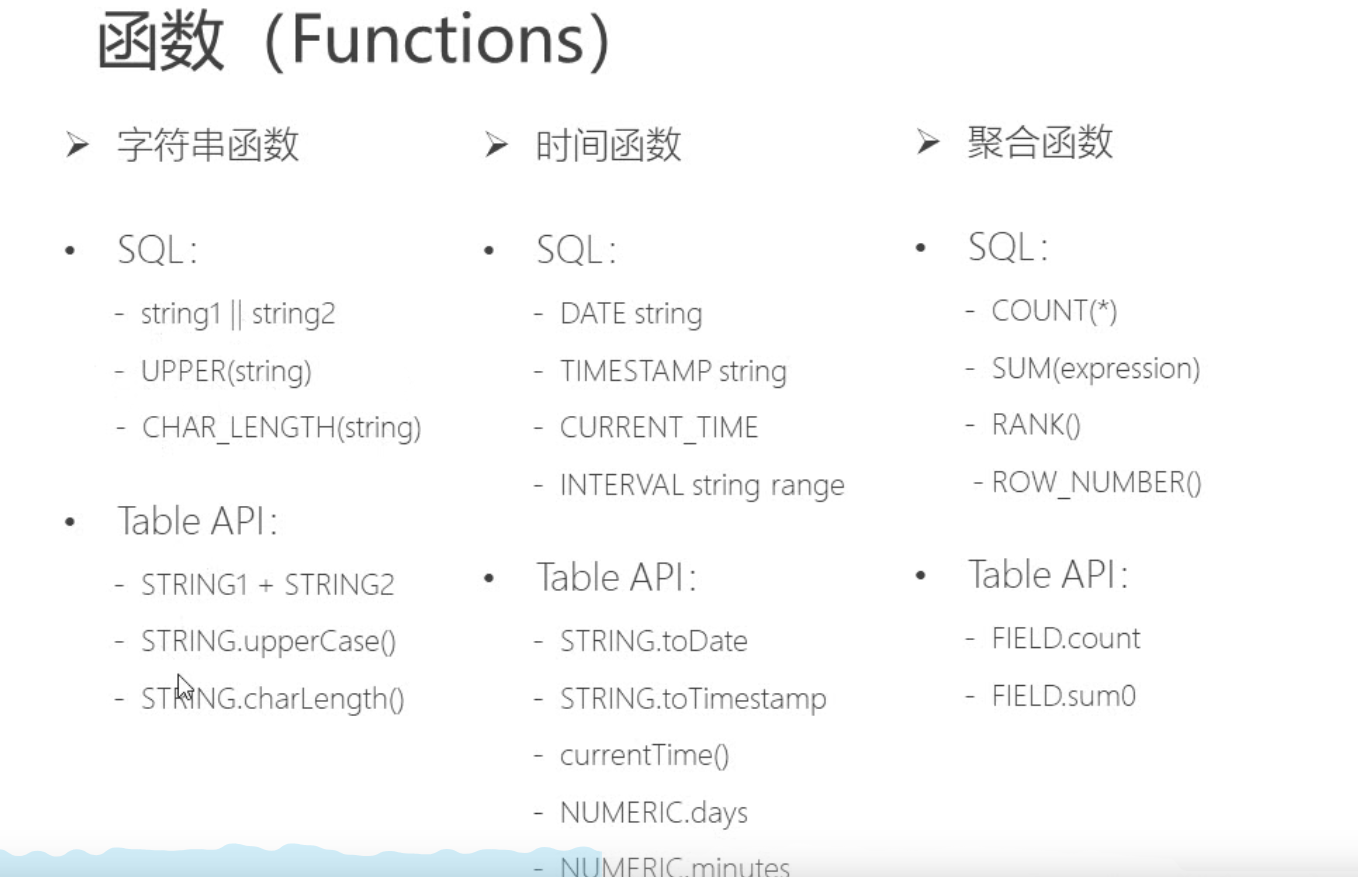 函数（Functions）
➢ 字符串函数
• SQL：
- string1 || string2
- UPPER(string)
- CHAR_LENGTH(string)
• Table API：
- STRING1 + STRING2
- STRING.upperCase()
- STRING.charLength()
➢ 时间函数
• SQL：
- DATE string
- TIMESTAMP string
- CURRENT_TIME
- INTERVAL string range
• Table API：
- STRING.toDate
- STRING.toTimestamp
- currentTime()
- NUMERIC.days
- NUMERIC.minutes
➢ 聚合函数
• SQL：
- COUNT(*)
- SUM(expression)
- RANK()
- ROW_NUMBER()
• Table API：
- FIELD.count
- FIELD.sum0